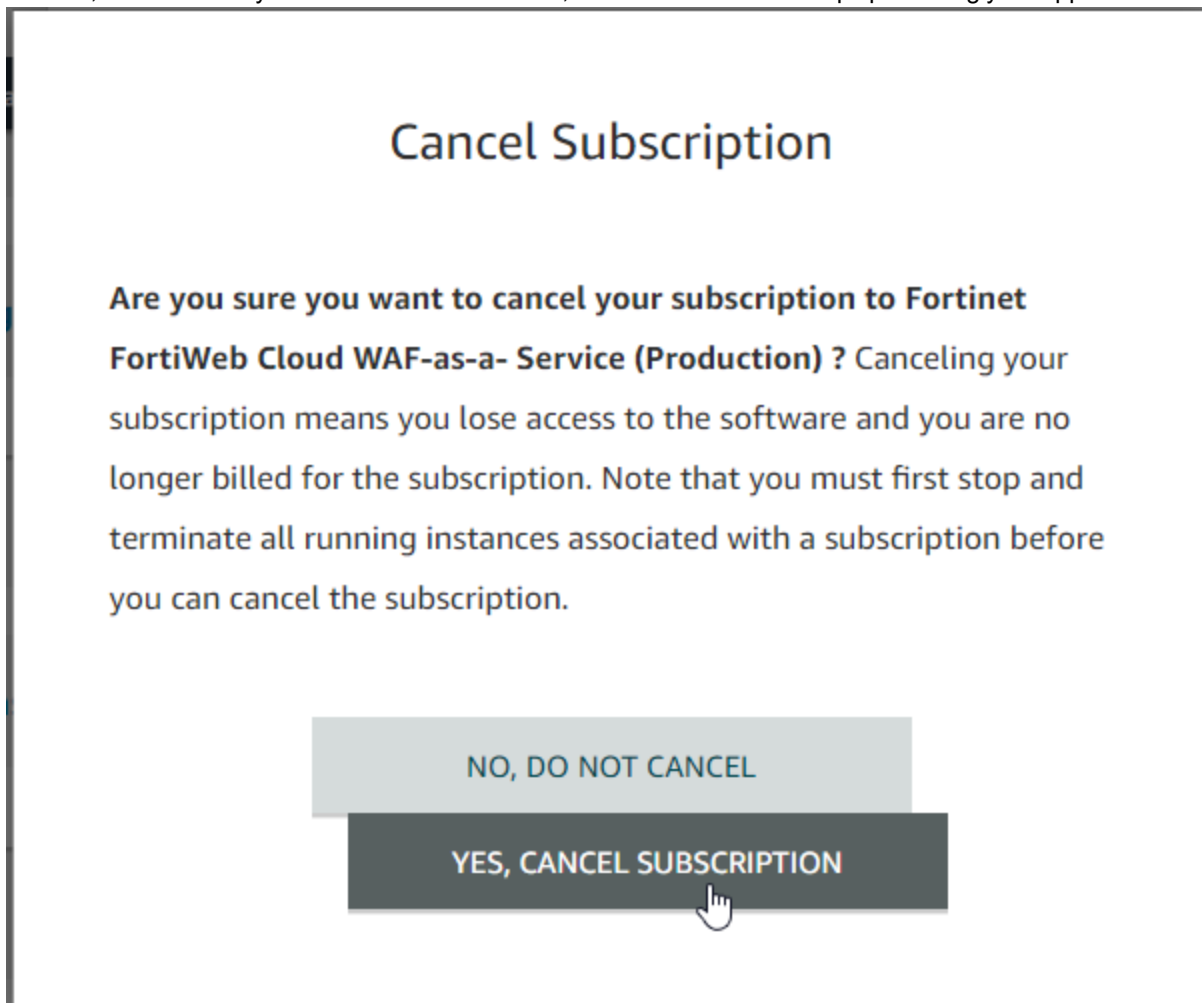 Cancel Subscription
Are you sure you want to cancel your subscription to Fortinet
FortiWeb Cloud WAF-as-a- Service (Production) ? Canceling your
subscription means you lose access to the software and you are no
longer billed for the subscription. Note that you must first stop and
terminate all running instances associated with a subscription before
you can cancel the subscription.
NO, DO NOT CANCEL
YES, CANCEL SUBSCRIPTION